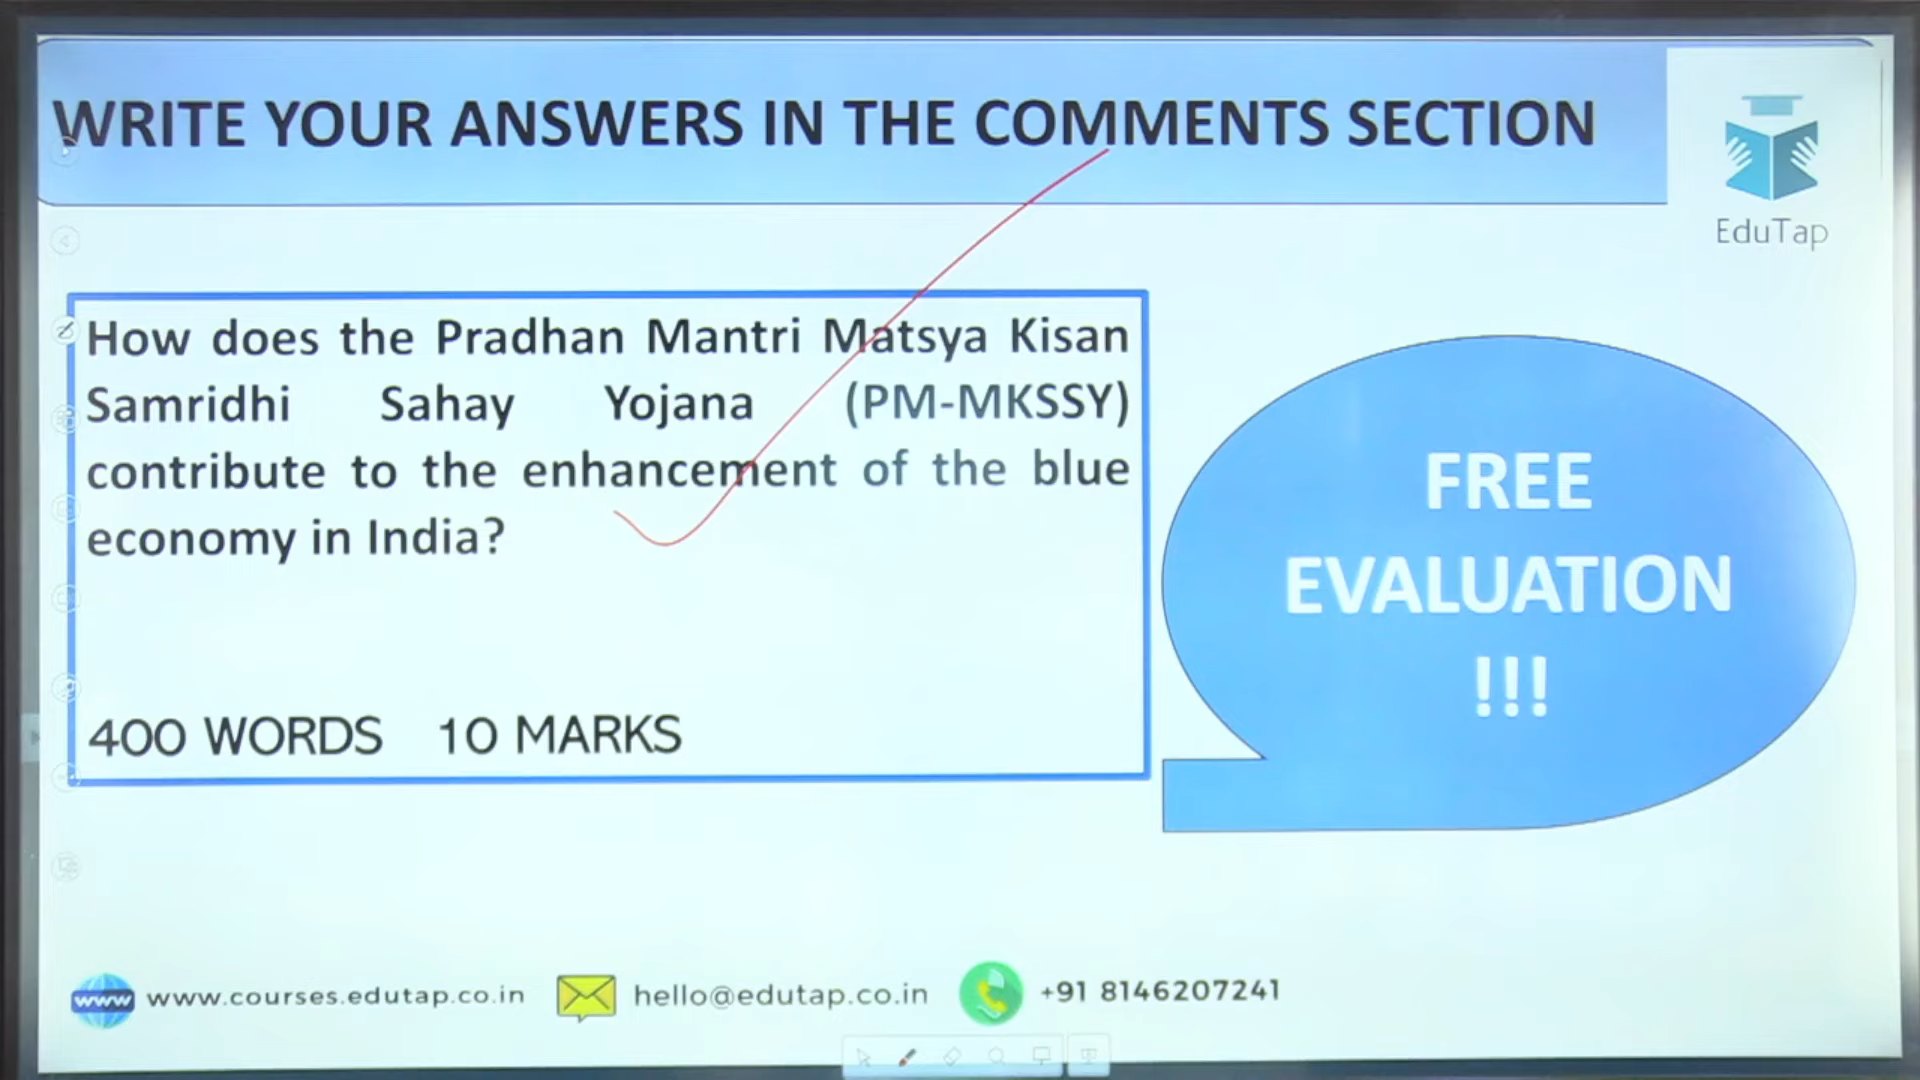 WRITE YOUR ANSWERS IN THE COMMENTS SECTION
EduTap
How does the Pradhan Mantri Matsya Kisan
Samridhi Sahay Yojana (PM-MKSSY)
contribute to the enhancement of the blue
economy in India?
400 WORDS 10 MARKS
FREE
EVALUATION
!!!
www www.courses.edutap.co.in hello@edutap.co.in +91 8146207241